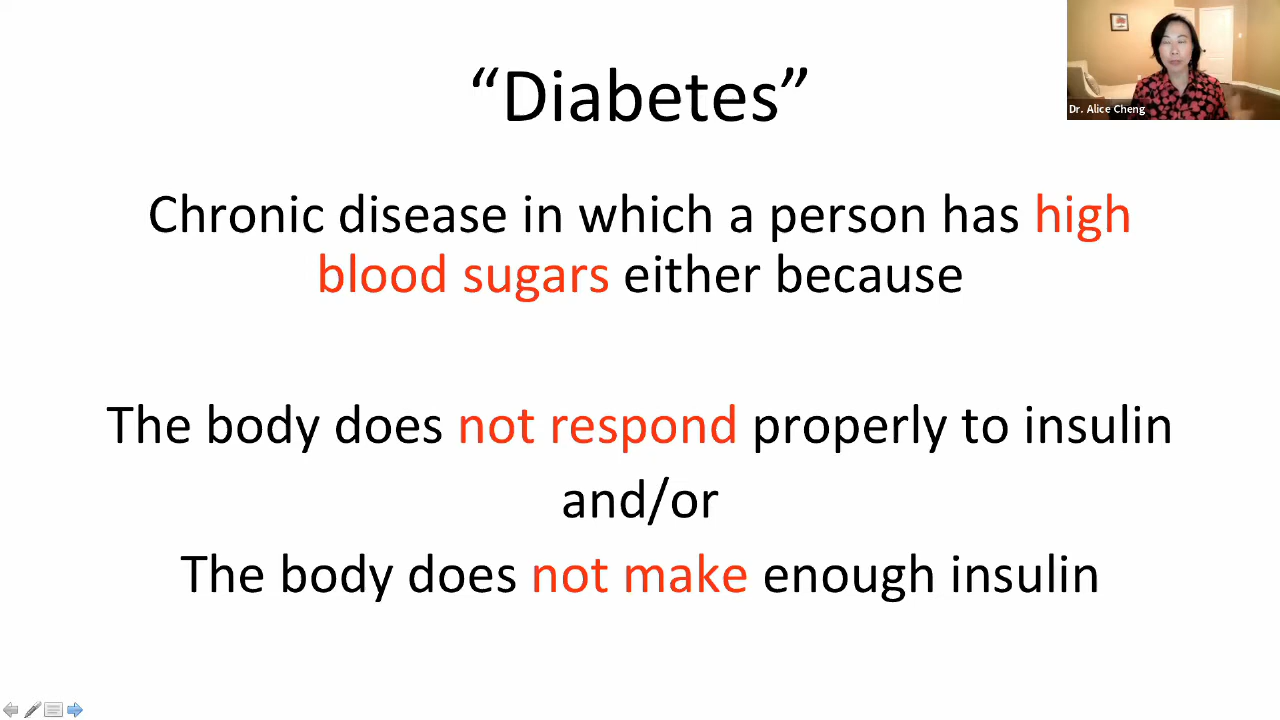 “Diabetes”
Dr. Alice Cheng
Chronic disease in which a person has high
blood sugars either because
The body does not respond properly to insulin
and/or
The body does not make enough insulin